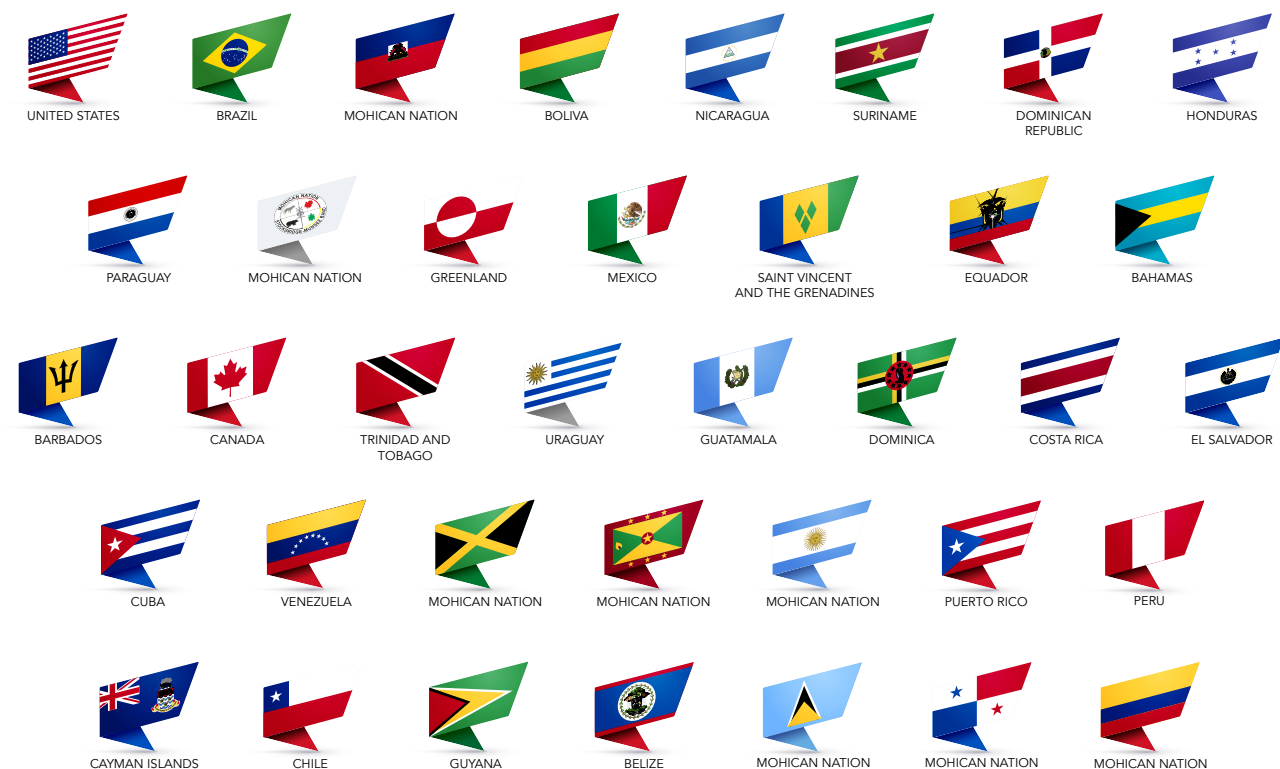 UNITED STATES
BRAZIL
MOHICAN NATION
BOLIVA
NICARAGUA
SURINAME
DOMINICAN
REPUBLIC
HONDURAS
PARAGUAY
MOHICAN NATION
MOHICAN NATION
GREENLAND
MEXICO
SAINT VINCENT
AND THE GRENADINES
EQUADOR
BAHAMAS
BARBADOS
CANADA
TRINIDAD AND
TOBAGO
URAGUAY
GUATAMALA
DOMINICA
COSTA RICA
EL SALVADOR
CUBA
VENEZUELA
MOHICAN NATION
MOHICAN NATION
MOHICAN NATION
PUERTO RICO
PERU
CAYMAN ISLANDS
CHILE
GUYANA
BELIZE
MOHICAN NATION
MOHICAN NATION
MOHICAN NATION